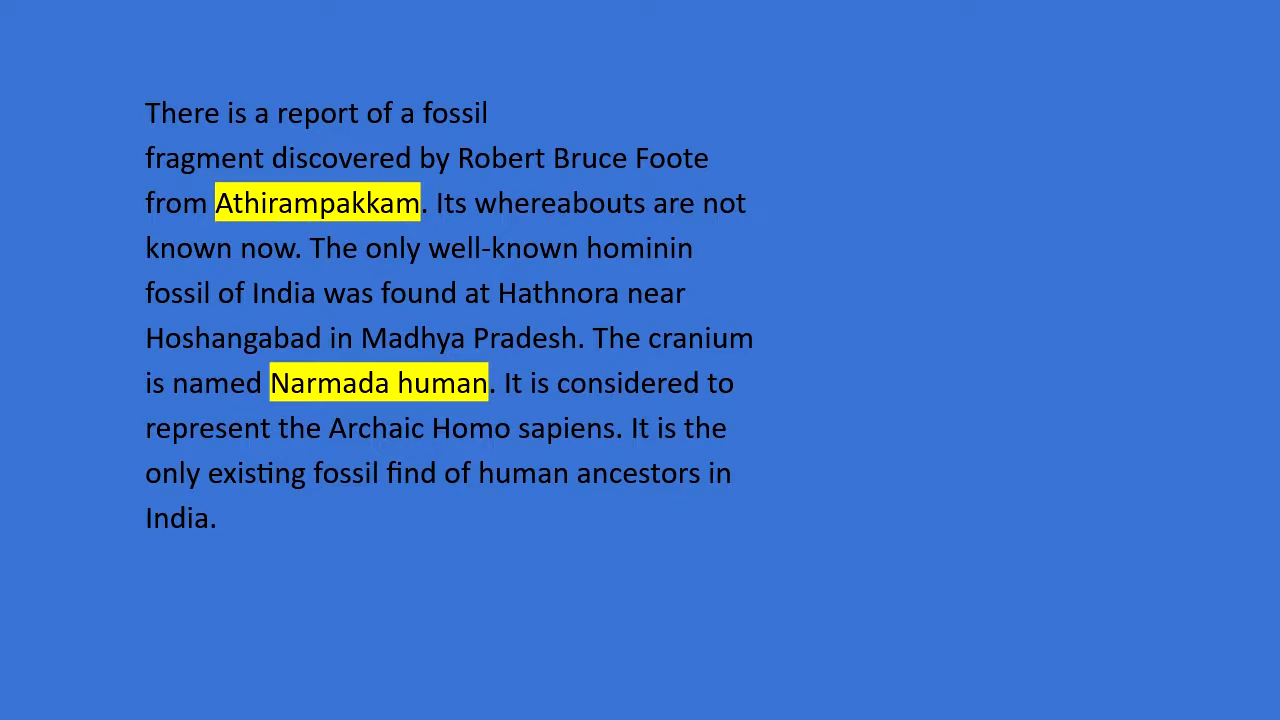 There is a report of a fossil
fragment discovered by Robert Bruce Foote
from Athirampakkam. Its whereabouts are not
known now. The only well-known hominin
fossil of India was found at Hathnora near
Hoshangabad in Madhya Pradesh. The cranium
is named Narmada human. It is considered to
represent the Archaic Homo sapiens. It is the
only existing fossil find of human ancestors in
India.